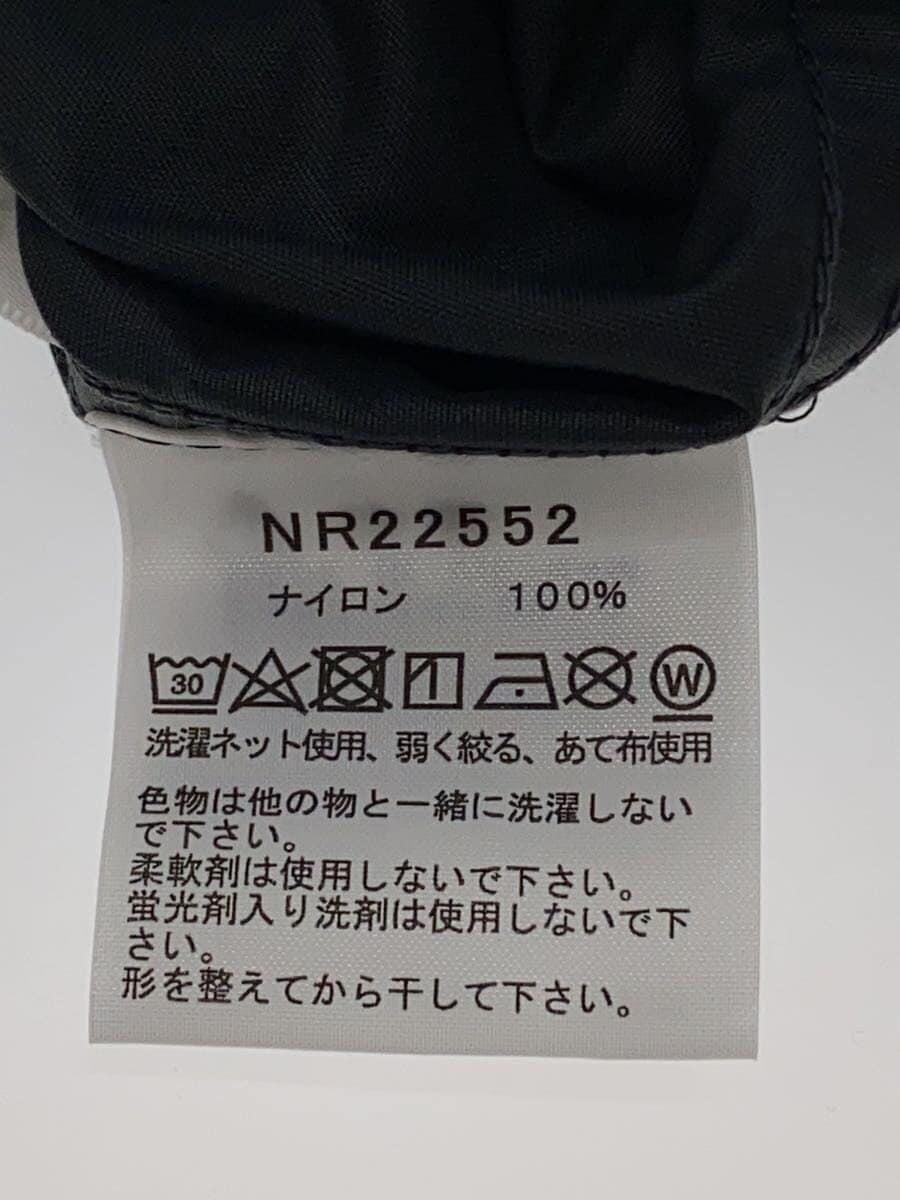 NR22552
ナイロン 100%
30 W
洗濯ネット使用、弱く絞る、あて布使用
色物は他の物と一緒に洗濯しない
で下さい。
柔軟剤は使用しないで下さい。
蛍光剤入り洗剤は使用しないで下
さい。
形を整えてから干して下さい。